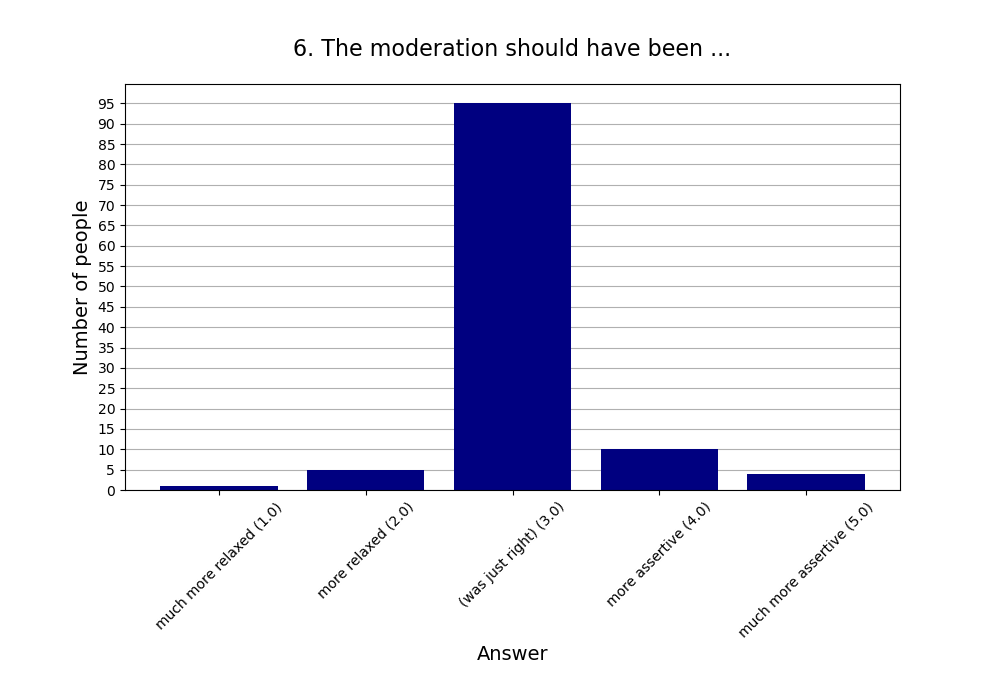 6. The moderation should have been ...
Number of people
95
90
85
80
75
70
65
60
55
50
45
40
35
30
25
20
15
10
5
0
much more relaxed (1.0)
more relaxed (2.0)
(was just right) (3.0)
more assertive (4.0)
much more assertive (5.0)
Answer